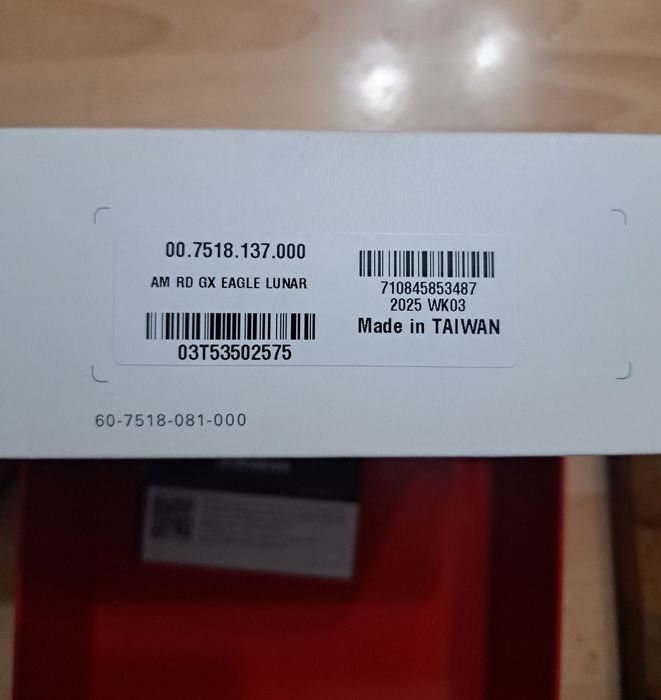 00.7518.137.000
AM RD GX EAGLE LUNAR
03T53502575
710845853487
2025 WK03
Made in TAIWAN
60-7518-081-000